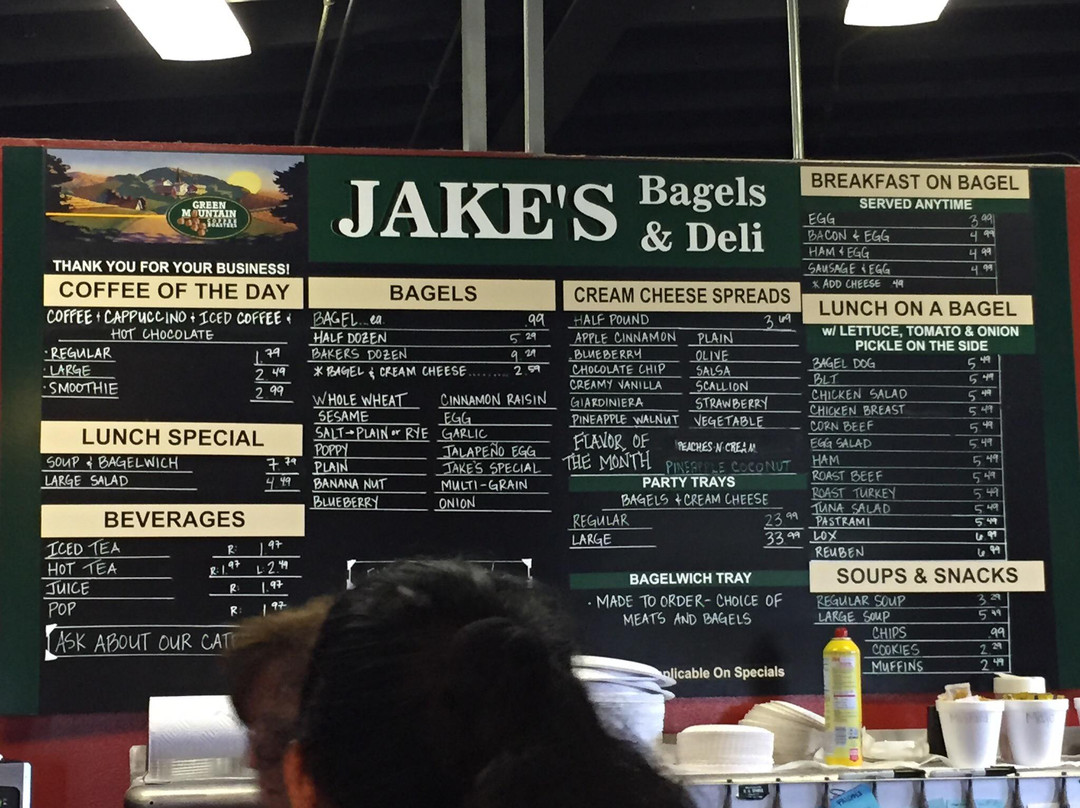 GREEN
MOUNTAIN
COFFEE
ROASTERS
JAKE'S
Bagels
& Deli
THANK YOU FOR YOUR BUSINESS!
COFFEE OF THE DAY
COFFEE + CAPPUCCINO + ICED COFFEE +
HOT CHOCOLATE
· REGULAR 1.79
· LARGE 2.49
· SMOOTHIE 2.99
LUNCH SPECIAL
SOUP & BAGELWICH 7.79
LARGE SALAD 4.49
BEVERAGES
ICED TEA R: 1.97
HOT TEA R: 1.97 L: 2.49
JUICE R: 1.97
POP R: 1.97
ASK ABOUT OUR
BAGELS
BAGEL...ea. .99
HALF DOZEN 5.29
BAKERS DOZEN 9.29
* BAGEL & CREAM CHEESE......... 2.59
WHOLE WHEAT CINNAMON RAISIN
SESAME EGG
SALT→PLAIN or RYE GARLIC
POPPY JALAPEÑO EGG
PLAIN JAKE'S SPECIAL
BANANA NUT MULTI-GRAIN
BLUEBERRY ONION
CREAM CHEESE SPREADS
HALF POUND 3.69
APPLE CINNAMON PLAIN
BLUEBERRY OLIVE
CHOCOLATE CHIP SALSA
CREAMY VANILLA SCALLION
GIARDINIERA STRAWBERRY
PINEAPPLE WALNUT VEGETABLE
FLAVOR OF THE MONTH
PEACHES N CREAM
PINEAPPLE COCONUT
PARTY TRAYS
BAGELS & CREAM CHEESE
REGULAR 23.99
LARGE 33.99
BAGELWICH TRAY
· MADE TO ORDER - CHOICE OF
MEATS AND BAGELS
plicable On Specials
BREAKFAST ON BAGEL
SERVED ANYTIME
EGG 3.99
BACON & EGG 4.99
HAM & EGG 4.99
SAUSAGE & EGG 4.99
* ADD CHEESE .49
LUNCH ON A BAGEL
w/ LETTUCE, TOMATO & ONION
PICKLE ON THE SIDE
BAGEL DOG 5.49
BLT 5.49
CHICKEN SALAD 5.49
CHICKEN BREAST 5.49
CORN BEEF 5.49
EGG SALAD 5.49
HAM 5.49
ROAST BEEF 5.49
ROAST TURKEY 5.49
TUNA SALAD 5.49
PASTRAMI 5.49
LOX 6.99
REUBEN 6.99
SOUPS & SNACKS
REGULAR SOUP 3.29
LARGE SOUP 5.49
CHIPS .99
COOKIES 2.29
MUFFINS 2.49